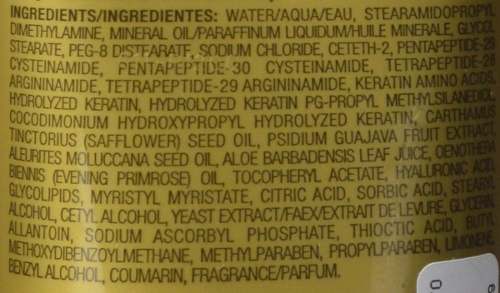 INGREDIENTS/INGREDIENTES: WATER/AQUA/EAU, STEARAMIDOPROPYL
DIMETHYLAMINE, MINERAL OIL/PARAFFINUM LIQUIDUM/HUILE MINERALE, GLYCOL
STEARATE, PEG-8 DISTEARATE, SODIUM CHLORIDE, CETETH-2, PENTAPEPTIDE-28
CYSTEINAMIDE, PENTAPEPTIDE-30 CYSTEINAMIDE, TETRAPEPTIDE-28
ARGININAMIDE, TETRAPEPTIDE-29 ARGININAMIDE, KERATIN AMINO ACIDS,
HYDROLYZED KERATIN, HYDROLYZED KERATIN PG-PROPYL METHYLSILANEDIOL,
COCODIMONIUM HYDROXYPROPYL HYDROLYZED KERATIN, CARTHAMUS
TINCTORIUS (SAFFLOWER) SEED OIL, PSIDIUM GUAJAVA FRUIT EXTRACT,
ALEURITES MOLUCCANA SEED OIL, ALOE BARBADENSIS LEAF JUICE, OENOTHERA
BIENNIS (EVENING PRIMROSE) OIL, TOCOPHERYL ACETATE, HYALURONIC ACID,
GLYCOLIPIDS, MYRISTYL MYRISTATE, CITRIC ACID, SORBIC ACID, STEARYL
ALCOHOL, CETYL ALCOHOL, YEAST EXTRACT/FAEX/EXTRAIT DE LEVURE, GLYCERIN,
ALLANTOIN, SODIUM ASCORBYL PHOSPHATE, THIOCTIC ACID, BUTYL
METHOXYDIBENZOYLMETHANE, METHYLPARABEN, PROPYLPARABEN, LIMONENE,
BENZYL ALCOHOL, COUMARIN, FRAGRANCE/PARFUM.